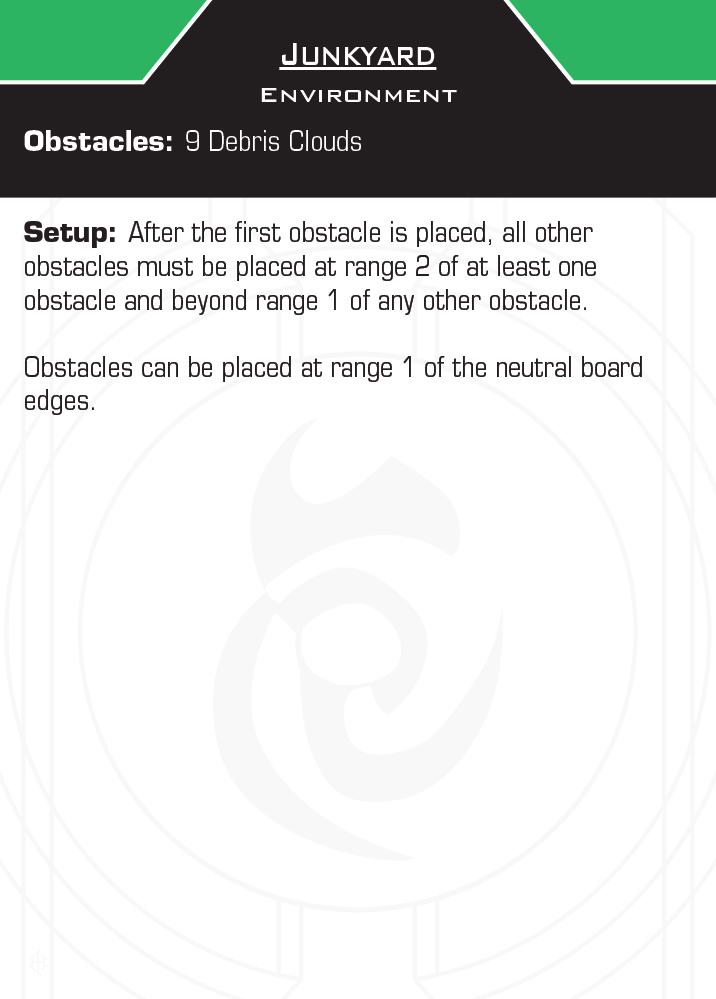 Junkyard
Environment
Obstacles: 9 Debris Clouds
Setup: After the first obstacle is placed, all other
obstacles must be placed at range 2 of at least one
obstacle and beyond range 1 of any other obstacle.
Obstacles can be placed at range 1 of the neutral board
edges.